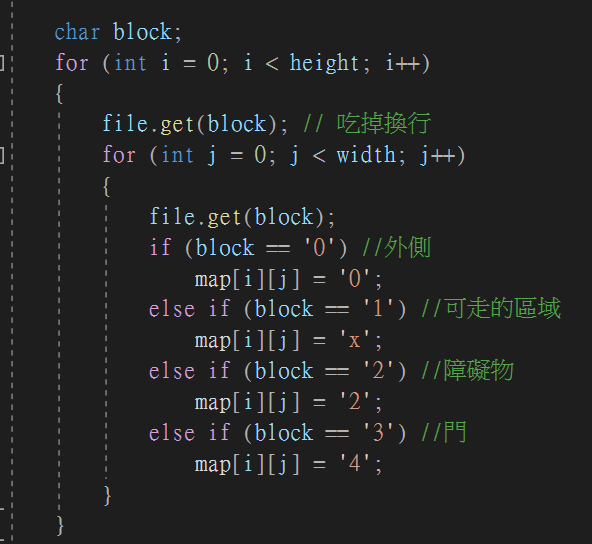 char block;
for (int i = 0; i < height; i++)
{
file.get(block); // 吃掉換行
for (int j = 0; j < width; j++)
{
file.get(block);
if (block == '0') //外側
map[i][j] = '0';
else if (block == '1') //可走的區域
map[i][j] = 'x';
else if (block == '2') //障礙物
map[i][j] = '2';
else if (block == '3') //門
map[i][j] = '4';
}
}